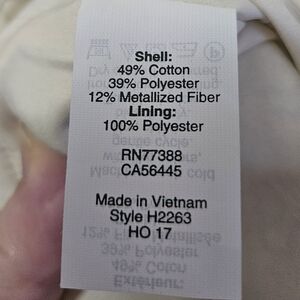 Shell:
49% Cotton
39% Polyester
12% Metallized Fiber
Lining:
100% Polyester
RN77388
CA56445
Made in Vietnam
Style H2263
HO 17